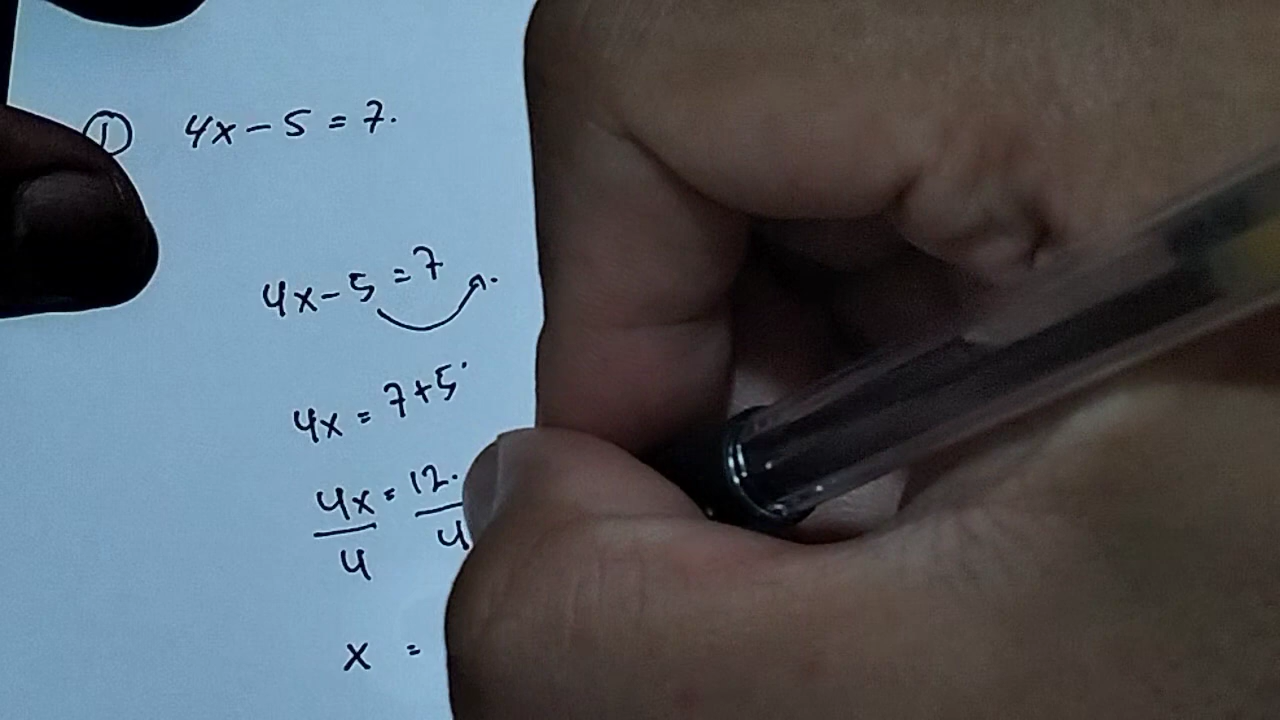 ① 4x - 5 = 7.
4x - 5 = 7
4x = 7 + 5
4x = 12.
4 4
x =